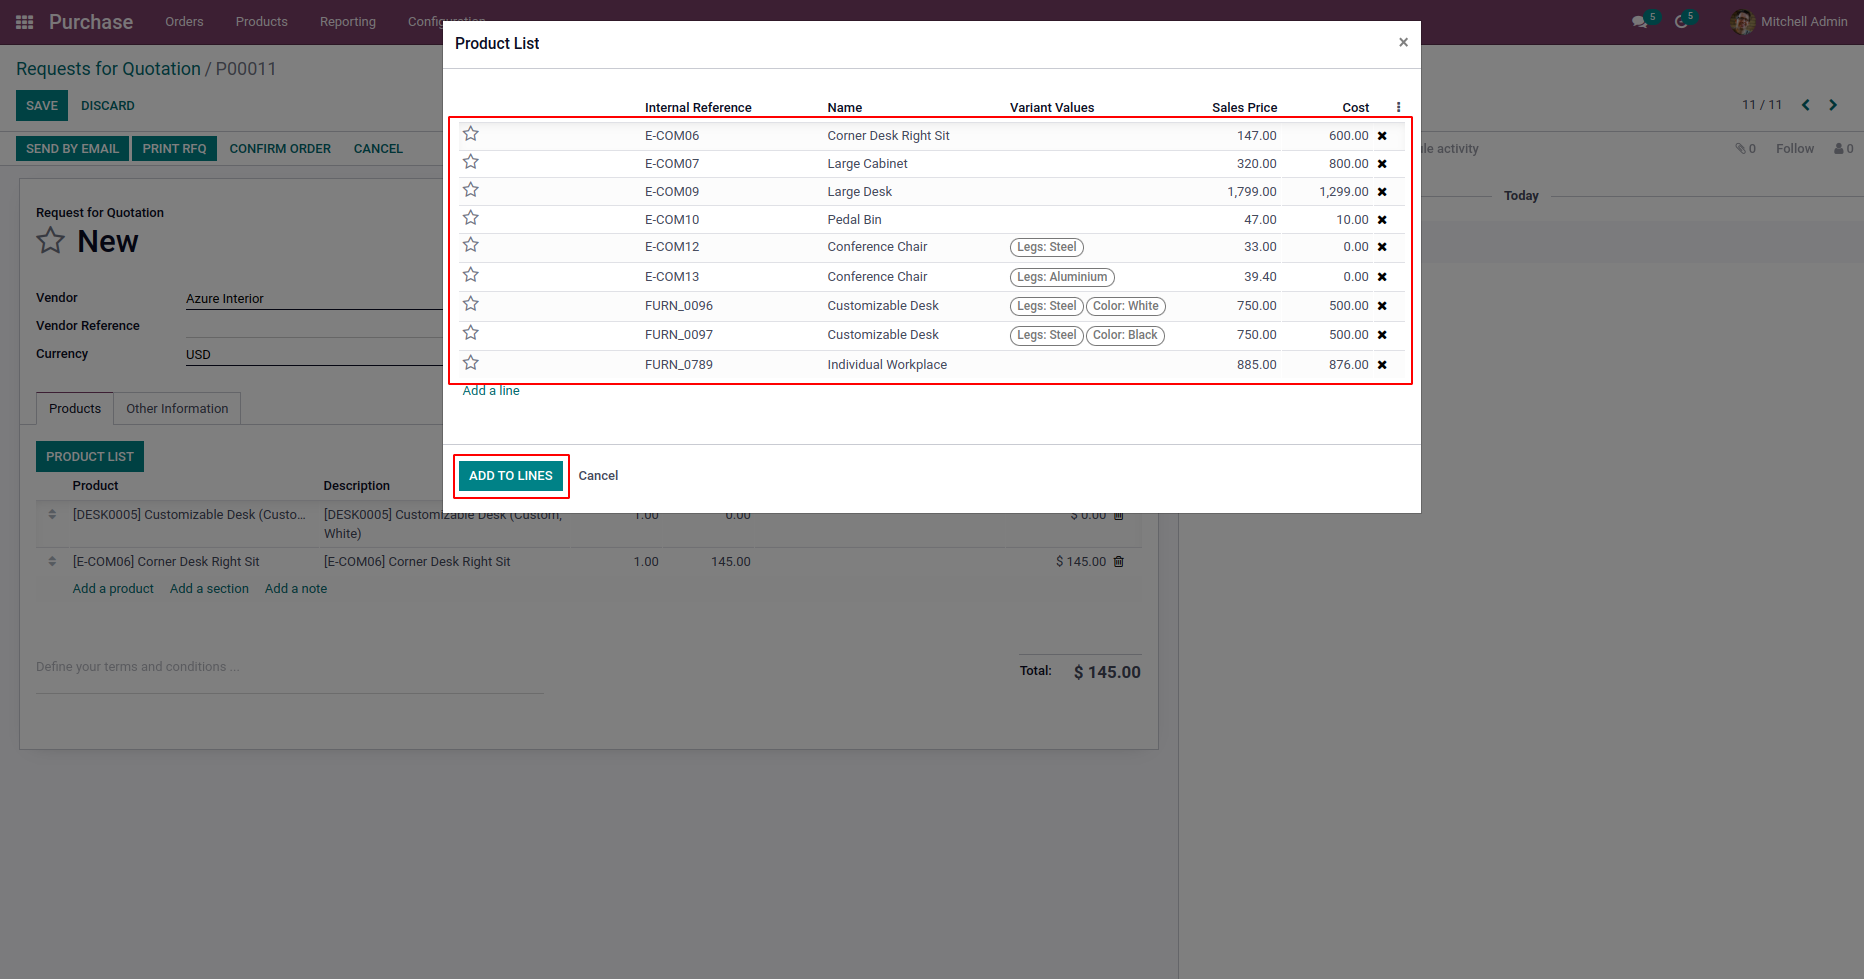 Purchase Orders Products Reporting Configuration 5 5 Mitchell Admin
Product List ×
Requests for Quotation / P00011
SAVE DISCARD 11 / 11
SEND BY EMAIL PRINT RFQ CONFIRM ORDER CANCEL activity 0 Follow 0
Today
Internal Reference Name Variant Values Sales Price Cost
E-COM06 Corner Desk Right Sit 147.00 600.00
E-COM07 Large Cabinet 320.00 800.00
E-COM09 Large Desk 1,799.00 1,299.00
E-COM10 Pedal Bin 47.00 10.00
E-COM12 Conference Chair Legs: Steel 33.00 0.00
E-COM13 Conference Chair Legs: Aluminium 39.40 0.00
FURN_0096 Customizable Desk Legs: Steel Color: White 750.00 500.00
FURN_0097 Customizable Desk Legs: Steel Color: Black 750.00 500.00
FURN_0789 Individual Workplace 885.00 876.00
Add a line
ADD TO LINES Cancel
Request for Quotation
New
Vendor Azure Interior
Vendor Reference
Currency USD
Products Other Information
PRODUCT LIST
Product Description
[DESK0005] Customizable Desk (Custo... [DESK0005] Customizable Desk (Custom, 1.00 0.00 $ 0.00
White)
[E-COM06] Corner Desk Right Sit [E-COM06] Corner Desk Right Sit 1.00 145.00 $ 145.00
Add a product Add a section Add a note
Define your terms and conditions ...
Total: $ 145.00